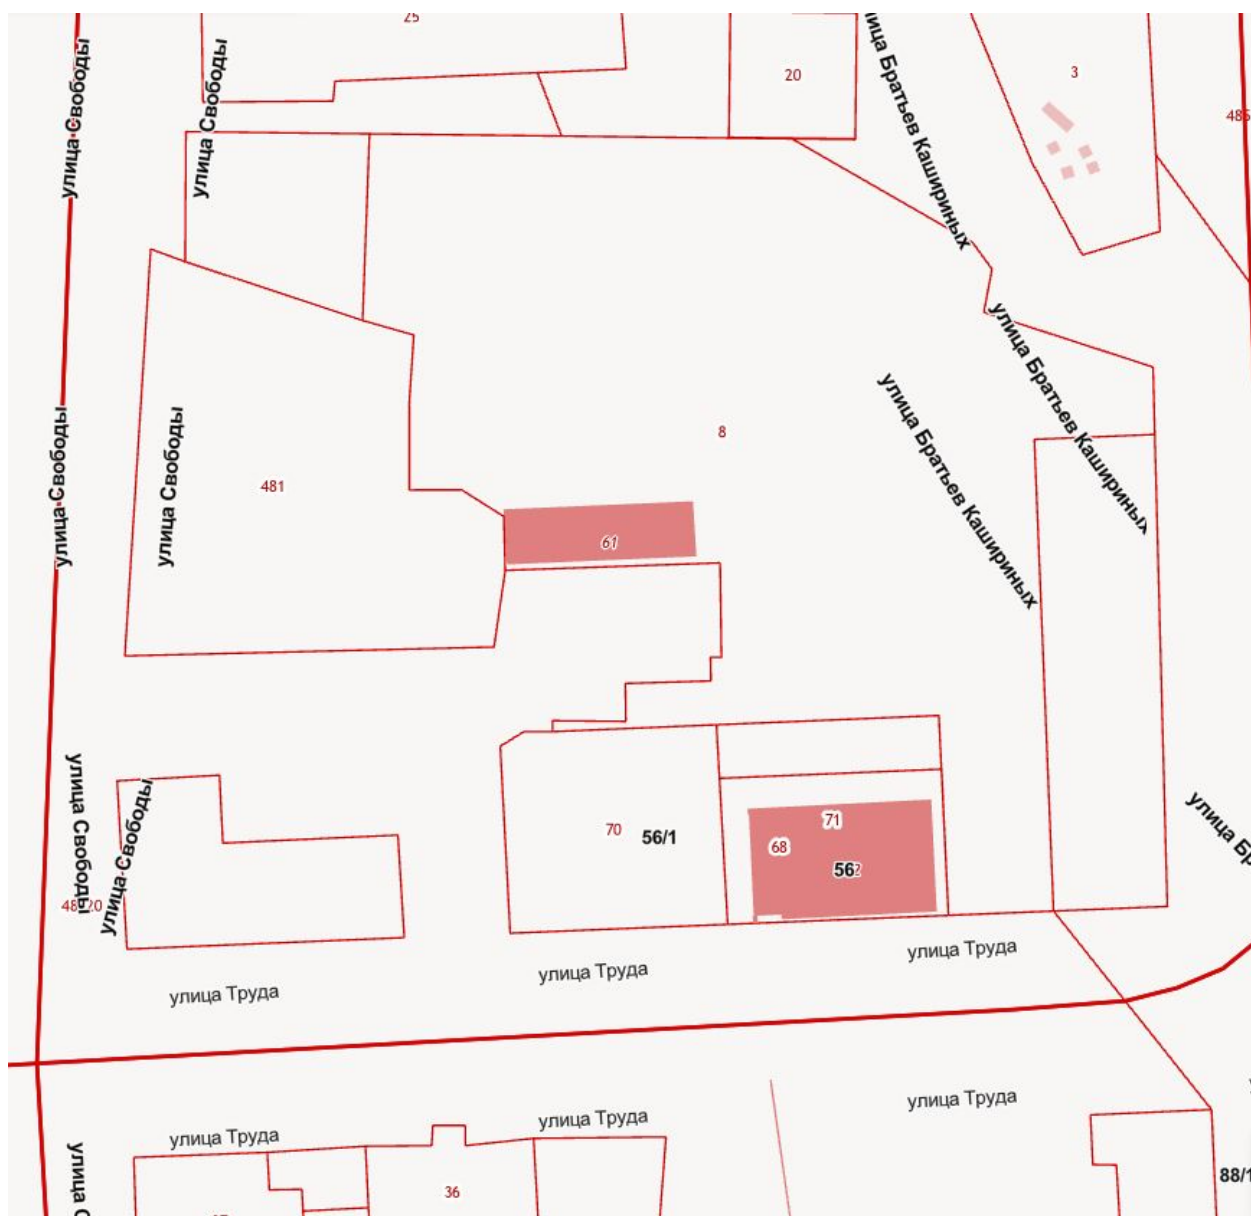 25
улица Свободы
улица Свободы
20
улица Братьев Кашириных
3
улица Братьев Кашириных
улица Братьев Кашириных
8
улица Свободы
улица Свободы
481
61
улица Свободы
улица Свободы
70
56/1
71
68
56
улица Труда
улица Труда
улица Труда
улица Труда
улица Труда
улица Труда
36
88/1